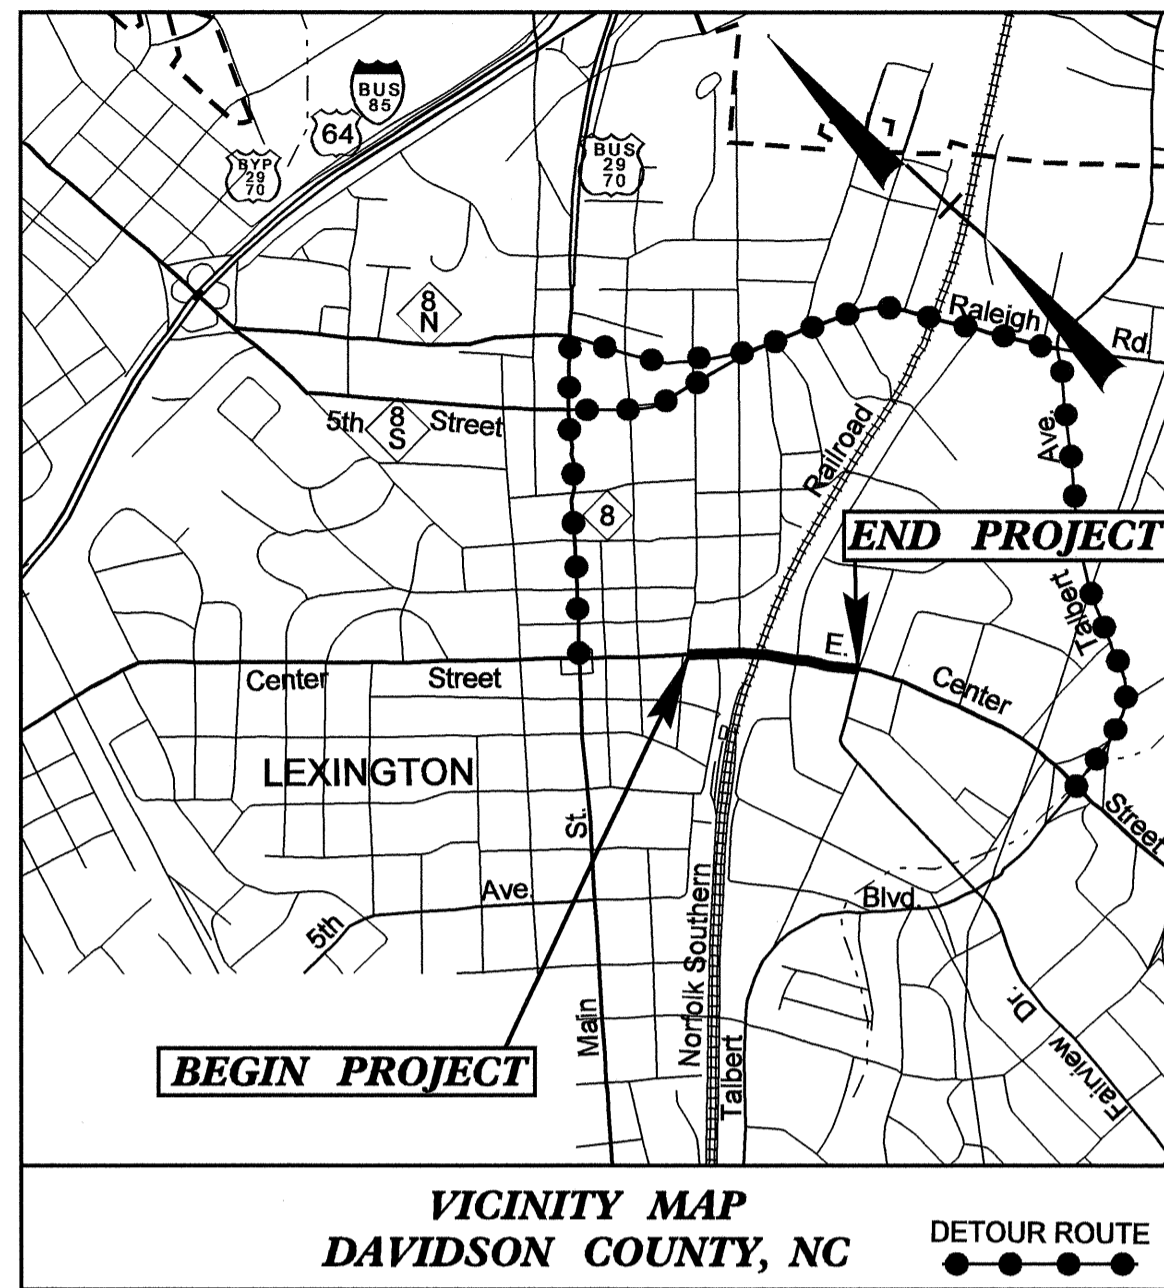 BUS
85
64
BYP
29
70
BUS
29
70
8
N
Raleigh
Rd.
5th
8
S
Street
Railroad
Ave.
8
END PROJECT
Talbert
E.
Center
Street
Center
LEXINGTON
Street
St.
Ave.
Blvd.
5th
Norfolk Southern
Main
Dr.
Fairview
Talbert
BEGIN PROJECT
VICINITY MAP
DAVIDSON COUNTY, NC
DETOUR ROUTE